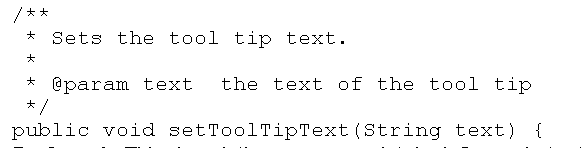 /**
 * Sets the tool tip text.
 *
 * @param text  the text of the tool tip
 */
public void setToolTipText(String text) {